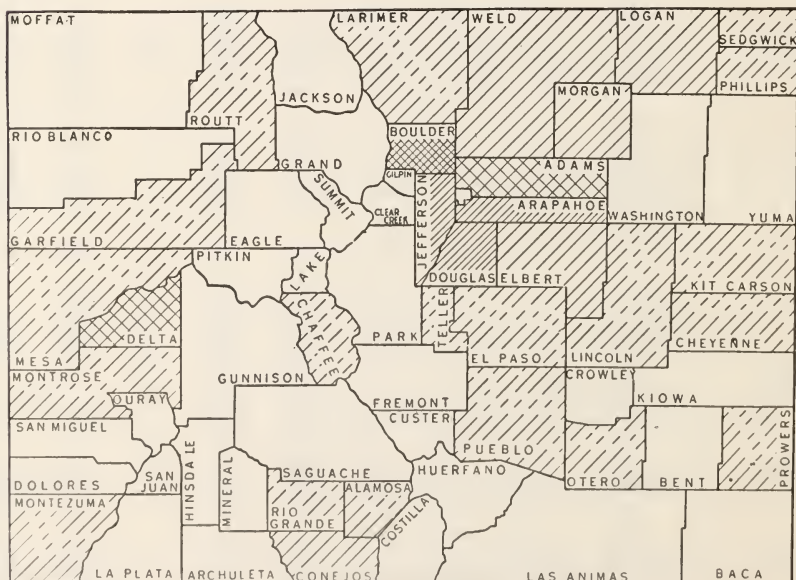 MOFFAT
LARIMER
WELD
LOGAN
SEDGWICK
PHILLIPS
JACKSON
MORGAN
ROUTT
RIO BLANCO
BOULDER
GRAND
GILPIN
ADAMS
SUMMIT
CLEAR CREEK
JEFFERSON
ARAPAHOE
WASHINGTON
YUMA
GARFIELD
EAGLE
PITKIN
LAKE
DOUGLAS
ELBERT
KIT CARSON
CHAFFEE
TELLER
DELTA
PARK
MESA
EL PASO
LINCOLN
CHEYENNE
MONTROSE
GUNNISON
CROWLEY
OURAY
FREMONT
KIOWA
CUSTER
SAN MIGUEL
PUEBLO
PROWERS
HINSDALE
MINERAL
SAGUACHE
HUERFANO
OTERO
BENT
DOLORES
SAN JUAN
ALAMOSA
MONTEZUMA
RIO GRANDE
COSTILLA
LA PLATA
ARCHULETA
CONEJOS
LAS ANIMAS
BACA